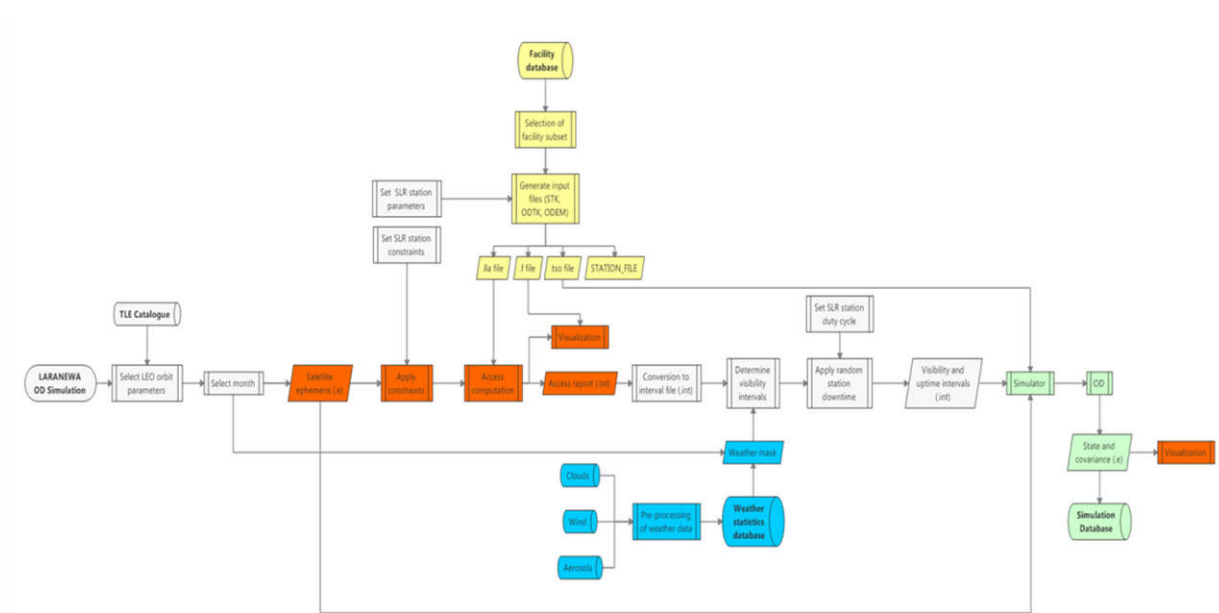 Facility
database
Selection of
facility subset
Set SLR station
parameters
Generate input
files (STK,
ODTK, ODEM)
Set SLR station
constraints
.lla file
.f file
.tso file
STATION_FILE
TLE Catalogue
Set SLR station
duty cycle
Visualization
LARANEWA
OD Simulation
Select LEO orbit
parameters
Select month
Satellite
ephemeris (.e)
Apply
constraints
Access
computation
Access report (.txt)
Conversion to
interval file (.int)
Determine
visibility
intervals
Apply random
station
downtime
Visibility and
uptime intervals
(.int)
Simulator
OD
Weather mask
State and
covariance (.e)
Visualization
Clouds
Wind
Aerosols
Pre-processing
of weather data
Weather
statistics
database
Simulation
Database